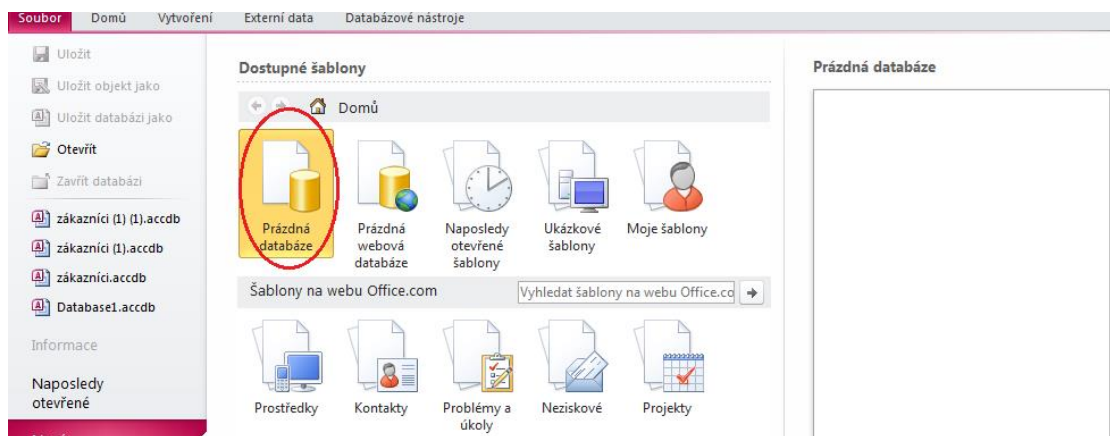 Soubor Domů Vytvoření Externí data Databázové nástroje
Uložit
Uložit objekt jako
Uložit databázi jako
Otevřít
Zavřít databázi
zákazníci (1) (1).accdb
zákazníci (1).accdb
zákazníci.accdb
Database1.accdb
Informace
Naposledy
otevřené
Dostupné šablony
Domů
Prázdná
databáze
Prázdná
webová
databáze
Naposledy
otevřené
šablony
Ukázkové
šablony
Moje šablony
Šablony na webu Office.com
Vyhledat šablony na webu Office.co
Prostředky
Kontakty
Problémy a
úkoly
Neziskové
Projekty
Prázdná databáze